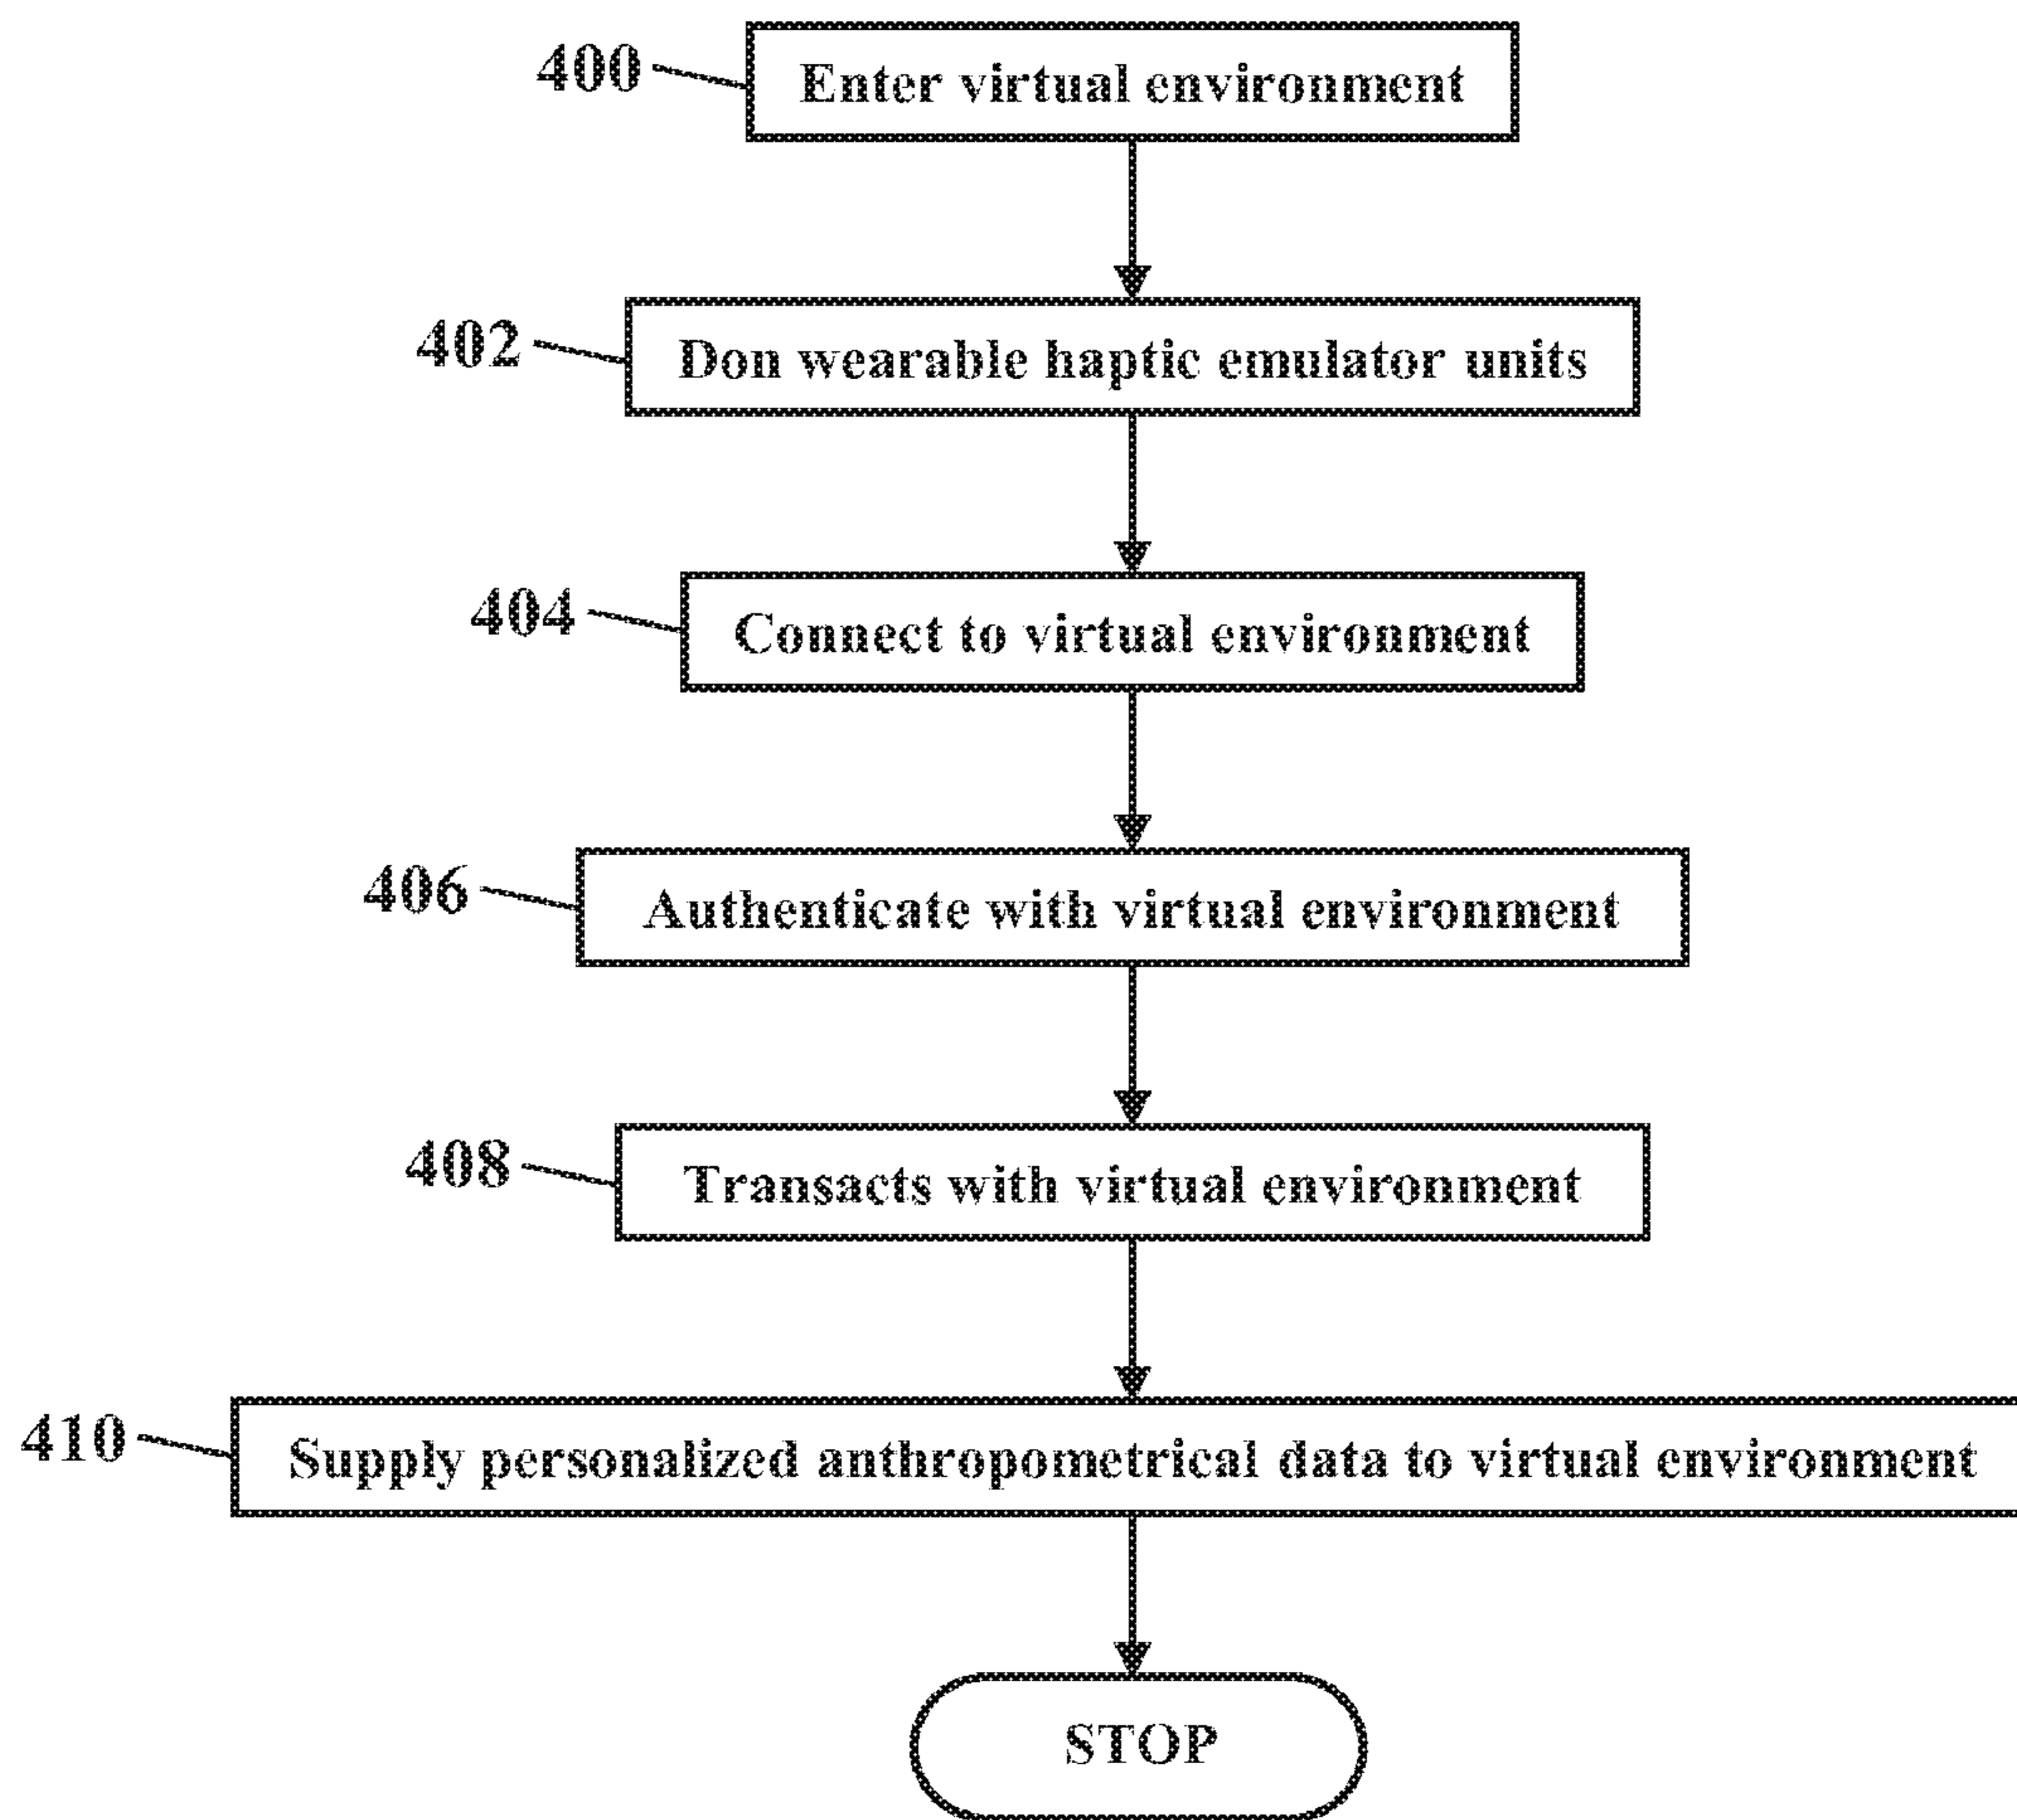 400 Enter virtual environment
402 Don wearable haptic emulator units
404 Connect to virtual environment
406 Authenticate with virtual environment
408 Transacts with virtual environment
410 Supply personalized anthropometrical data to virtual environment
STOP